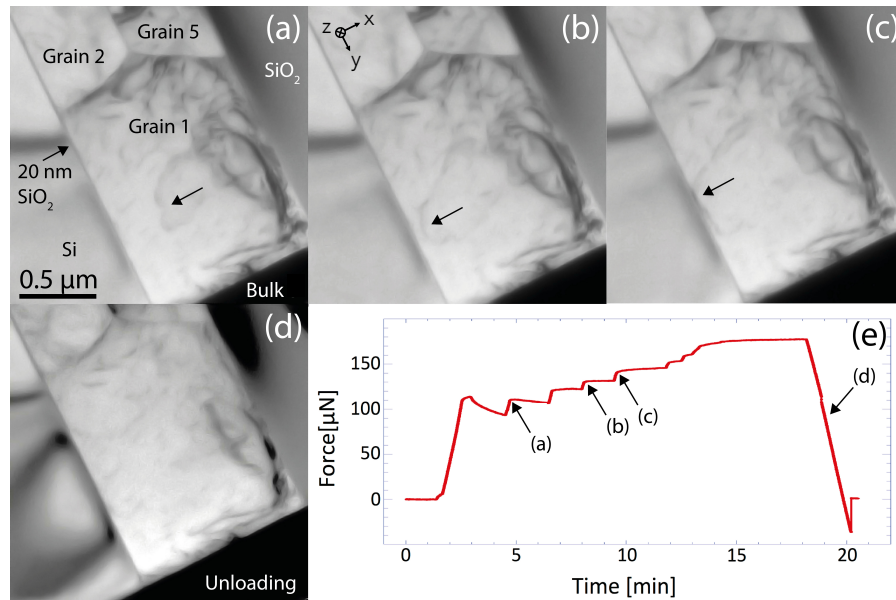 Grain 5
(a)
Grain 2
SiO2
Grain 1
20 nm
SiO2
Si
0.5 µm
Bulk
z
x
y
(b)
(c)
(d)
Unloading
(e)
Force[µN]
150
100
50
0
(a)
(b)
(c)
(d)
0
5
10
15
20
Time [min]